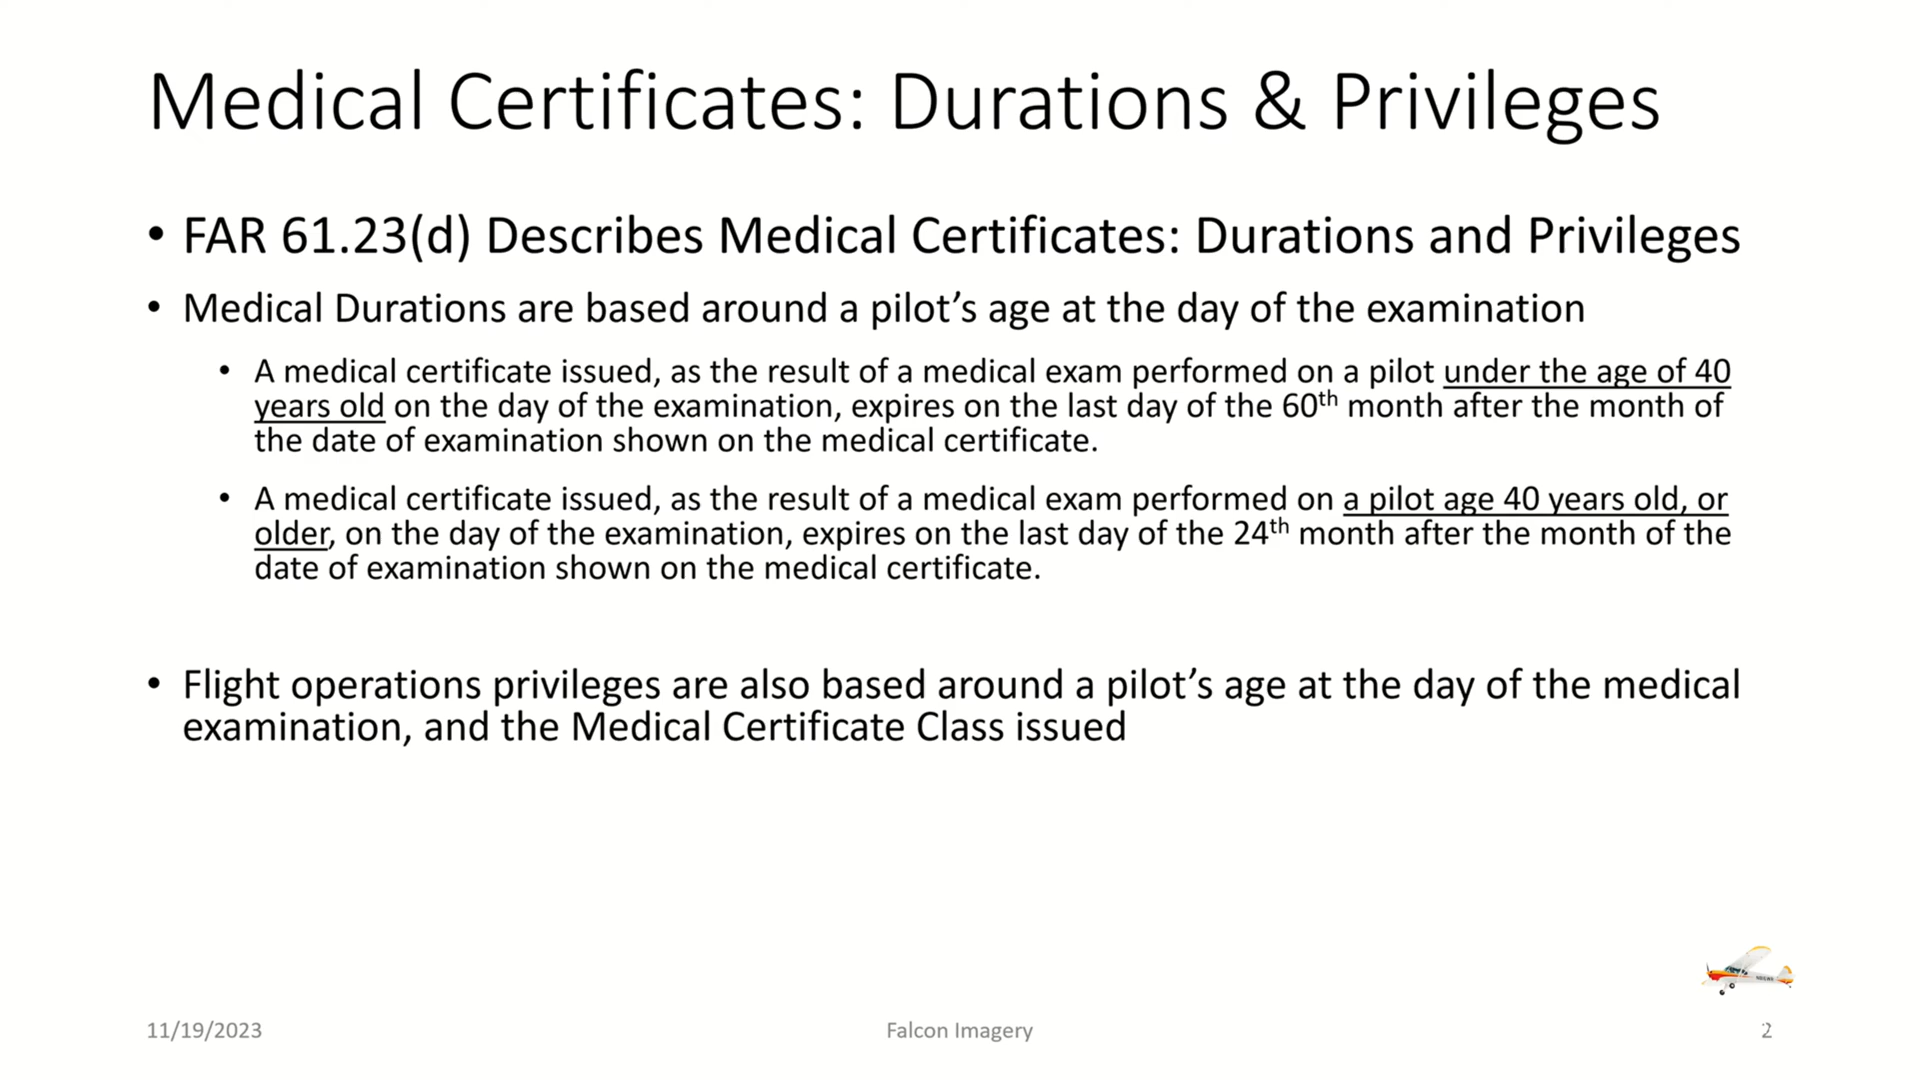 Medical Certificates: Durations & Privileges
• FAR 61.23(d) Describes Medical Certificates: Durations and Privileges
• Medical Durations are based around a pilot’s age at the day of the examination
• A medical certificate issued, as the result of a medical exam performed on a pilot under the age of 40
years old on the day of the examination, expires on the last day of the 60th month after the month of
the date of examination shown on the medical certificate.
• A medical certificate issued, as the result of a medical exam performed on a pilot age 40 years old, or
older, on the day of the examination, expires on the last day of the 24th month after the month of the
date of examination shown on the medical certificate.
• Flight operations privileges are also based around a pilot’s age at the day of the medical
examination, and the Medical Certificate Class issued
11/19/2023
Falcon Imagery
2